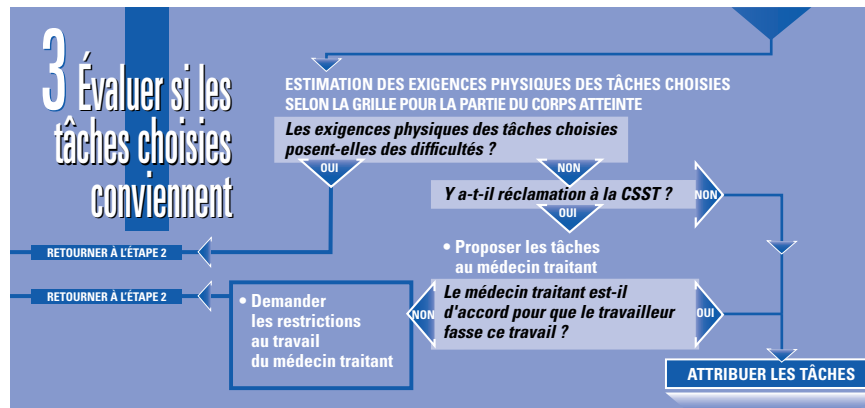 3 Évaluer si les
tâches choisies
conviennent
ESTIMATION DES EXIGENCES PHYSIQUES DES TÂCHES CHOISIES
SELON LA GRILLE POUR LA PARTIE DU CORPS ATTEINTE
Les exigences physiques des tâches choisies
posent-elles des difficultés ?
OUI
NON
Y a-t-il réclamation à la CSST ?
NON
OUI
RETOURNER À L'ÉTAPE 2
• Proposer les tâches
au médecin traitant
RETOURNER À L'ÉTAPE 2
• Demander
les restrictions
au travail
du médecin traitant
NON
Le médecin traitant est-il
d'accord pour que le travailleur
fasse ce travail ?
OUI
ATTRIBUER LES TÂCHES